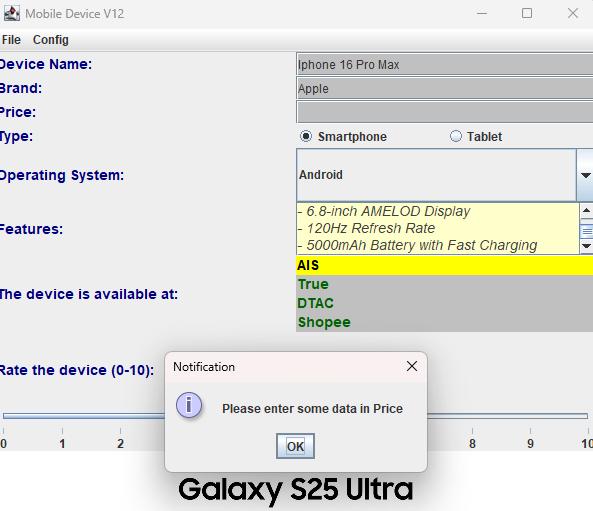 Mobile Device V12
File Config
Device Name: Iphone 16 Pro Max
Brand: Apple
Price:
Type: Smartphone Tablet
Operating System: Android
Features:
- 6.8-inch AMELOD Display
- 120Hz Refresh Rate
- 5000mAh Battery with Fast Charging
The device is available at:
AIS
True
DTAC
Shopee
Rate the device (0-10):
Notification
Please enter some data in Price
OK
0 1 2 8 9 10
Galaxy S25 Ultra